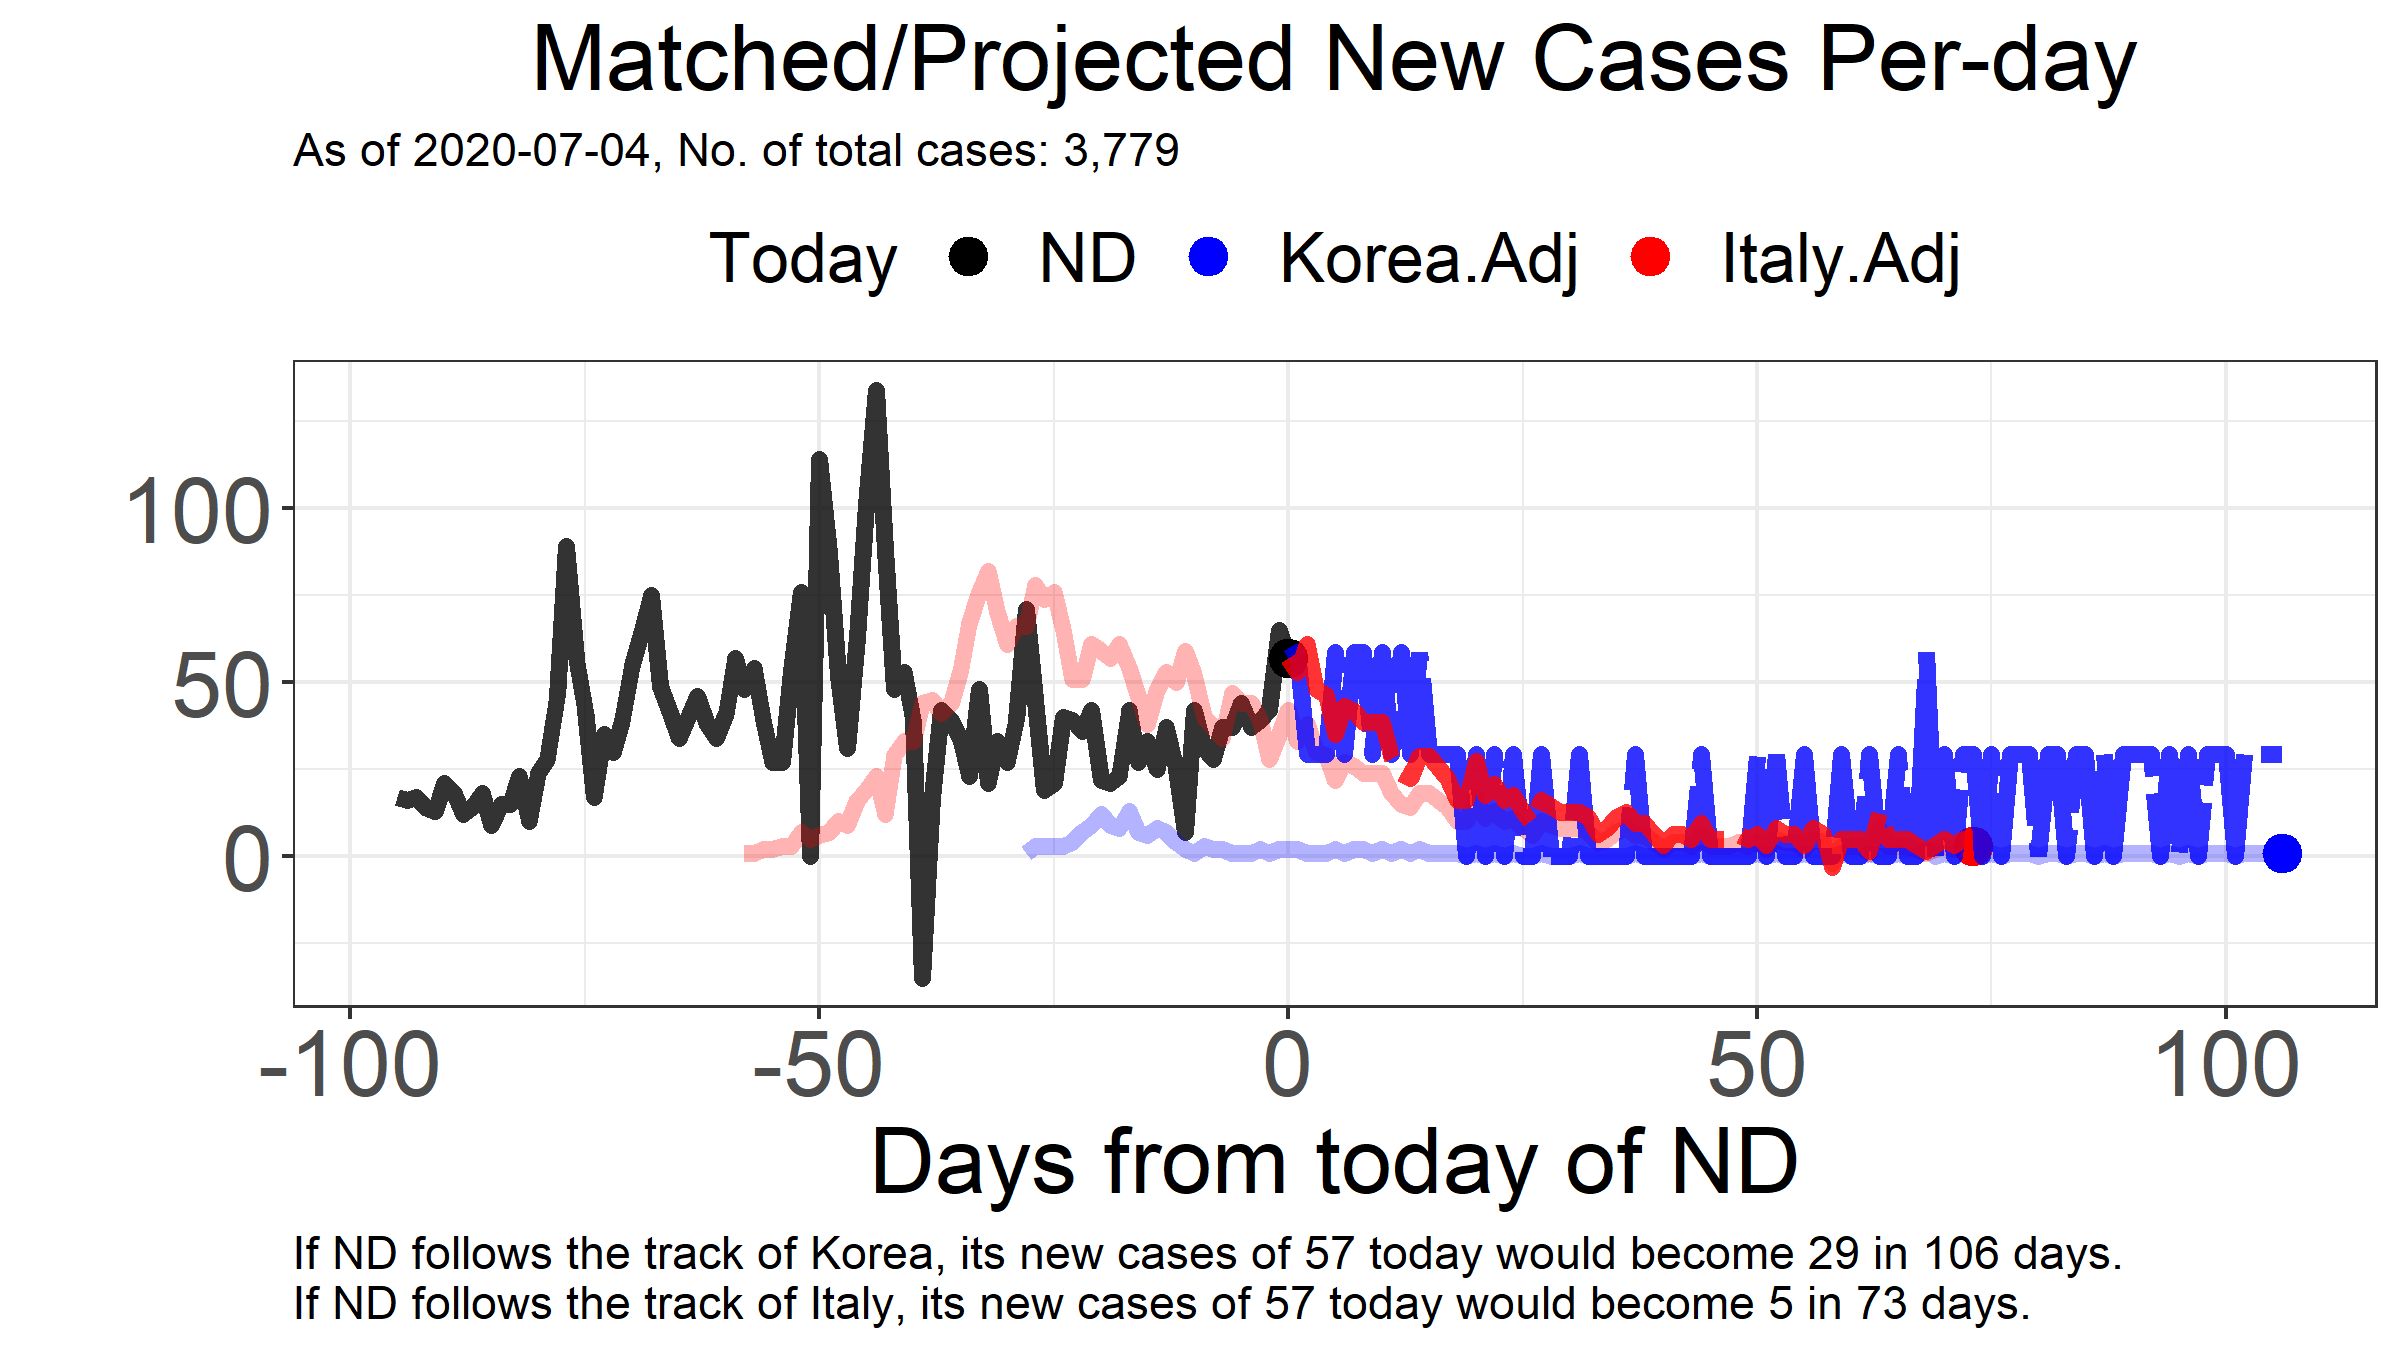 Matched/Projected New Cases Per-day
As of 2020-07-04, No. of total cases: 3,779
Today ND Korea.Adj Italy.Adj
100
50
0
-100 -50 0 50 100
Days from today of ND
If ND follows the track of Korea, its new cases of 57 today would become 29 in 106 days.
If ND follows the track of Italy, its new cases of 57 today would become 5 in 73 days.